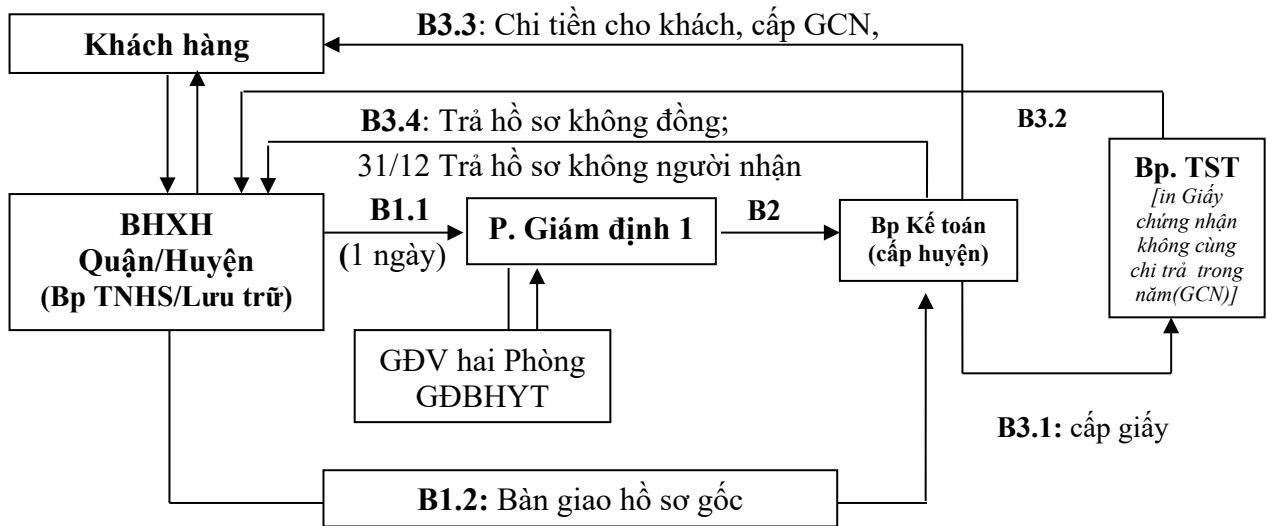 Khách hàng
B3.3: Chi tiền cho khách, cấp GCN,
B3.4: Trả hồ sơ không đồng;
31/12 Trả hồ sơ không người nhận
B3.2
BHXH
Quận/Huyện
(Bp TNHS/Lưu trữ)
B1.1
(1 ngày)
P. Giám định 1
B2
Bp Kế toán
(cấp huyện)
Bp. TST
[in Giấy
chứng nhận
không cùng
chi trả trong
năm(GCN)]
GĐV hai Phòng
GĐBHYT
B3.1: cấp giấy
B1.2: Bàn giao hồ sơ gốc